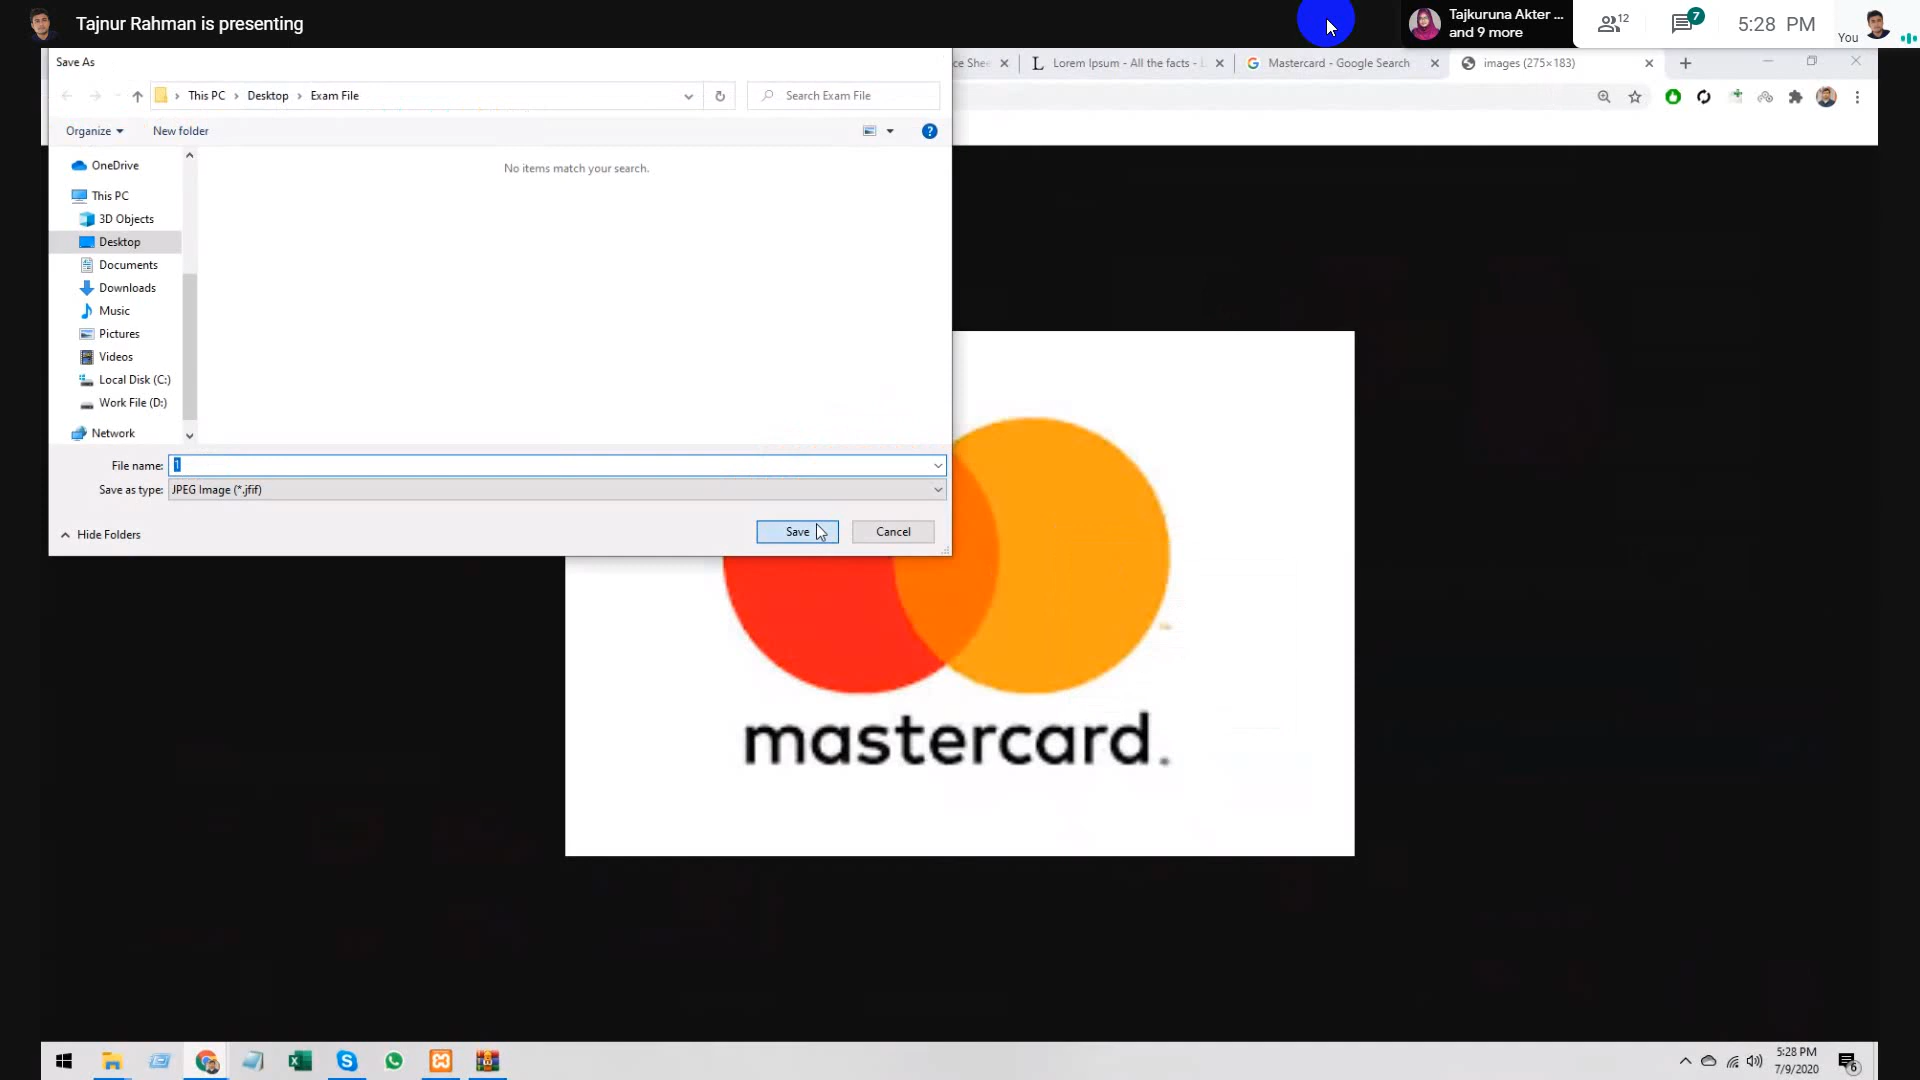 Tajnur Rahman is presenting
Tajkuruna Akter ...
and 9 more
12
7
5:28 PM
You
Save As
ce Shee
Lorem Ipsum - All the facts - L
Mastercard - Google Search
images (275×183)
This PC > Desktop > Exam File
Search Exam File
Organize
New folder
OneDrive
This PC
3D Objects
Desktop
Documents
Downloads
Music
Pictures
Videos
Local Disk (C:)
Work File (D:)
Network
No items match your search.
File name: 1
Save as type: JPEG Image (*.jfif)
Hide Folders
Save
Cancel
mastercard.
5:28 PM
7/9/2020
6